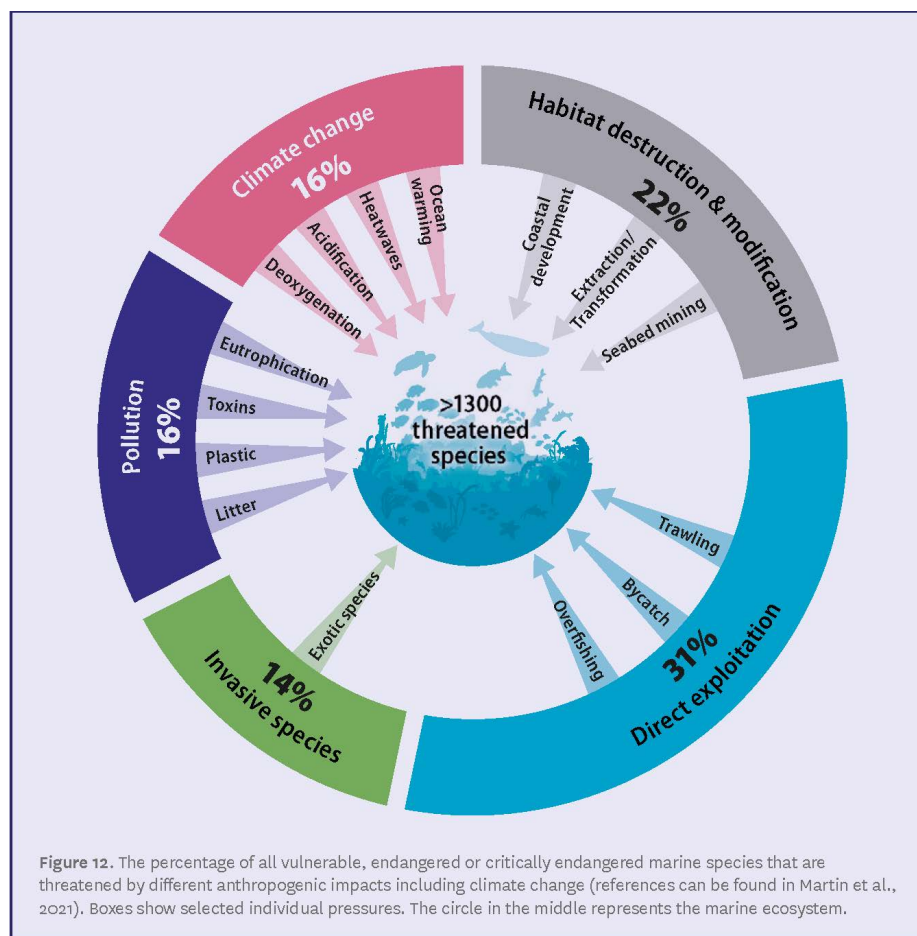 Climate change
16%
Ocean
warming
Heatwaves
Acidification
Deoxygenation
Habitat destruction & modification
22%
Coastal
development
Extraction/
Transformation
Seabed mining
Pollution
16%
Eutrophication
Toxins
Plastic
Litter
>1300
threatened
species
Trawling
Bycatch
Overfishing
31%
Direct exploitation
Exotic species
14%
Invasive species
Figure 12. The percentage of all vulnerable, endangered or critically endangered marine species that are
threatened by different anthropogenic impacts including climate change (references can be found in Martin et al.,
2021). Boxes show selected individual pressures. The circle in the middle represents the marine ecosystem.